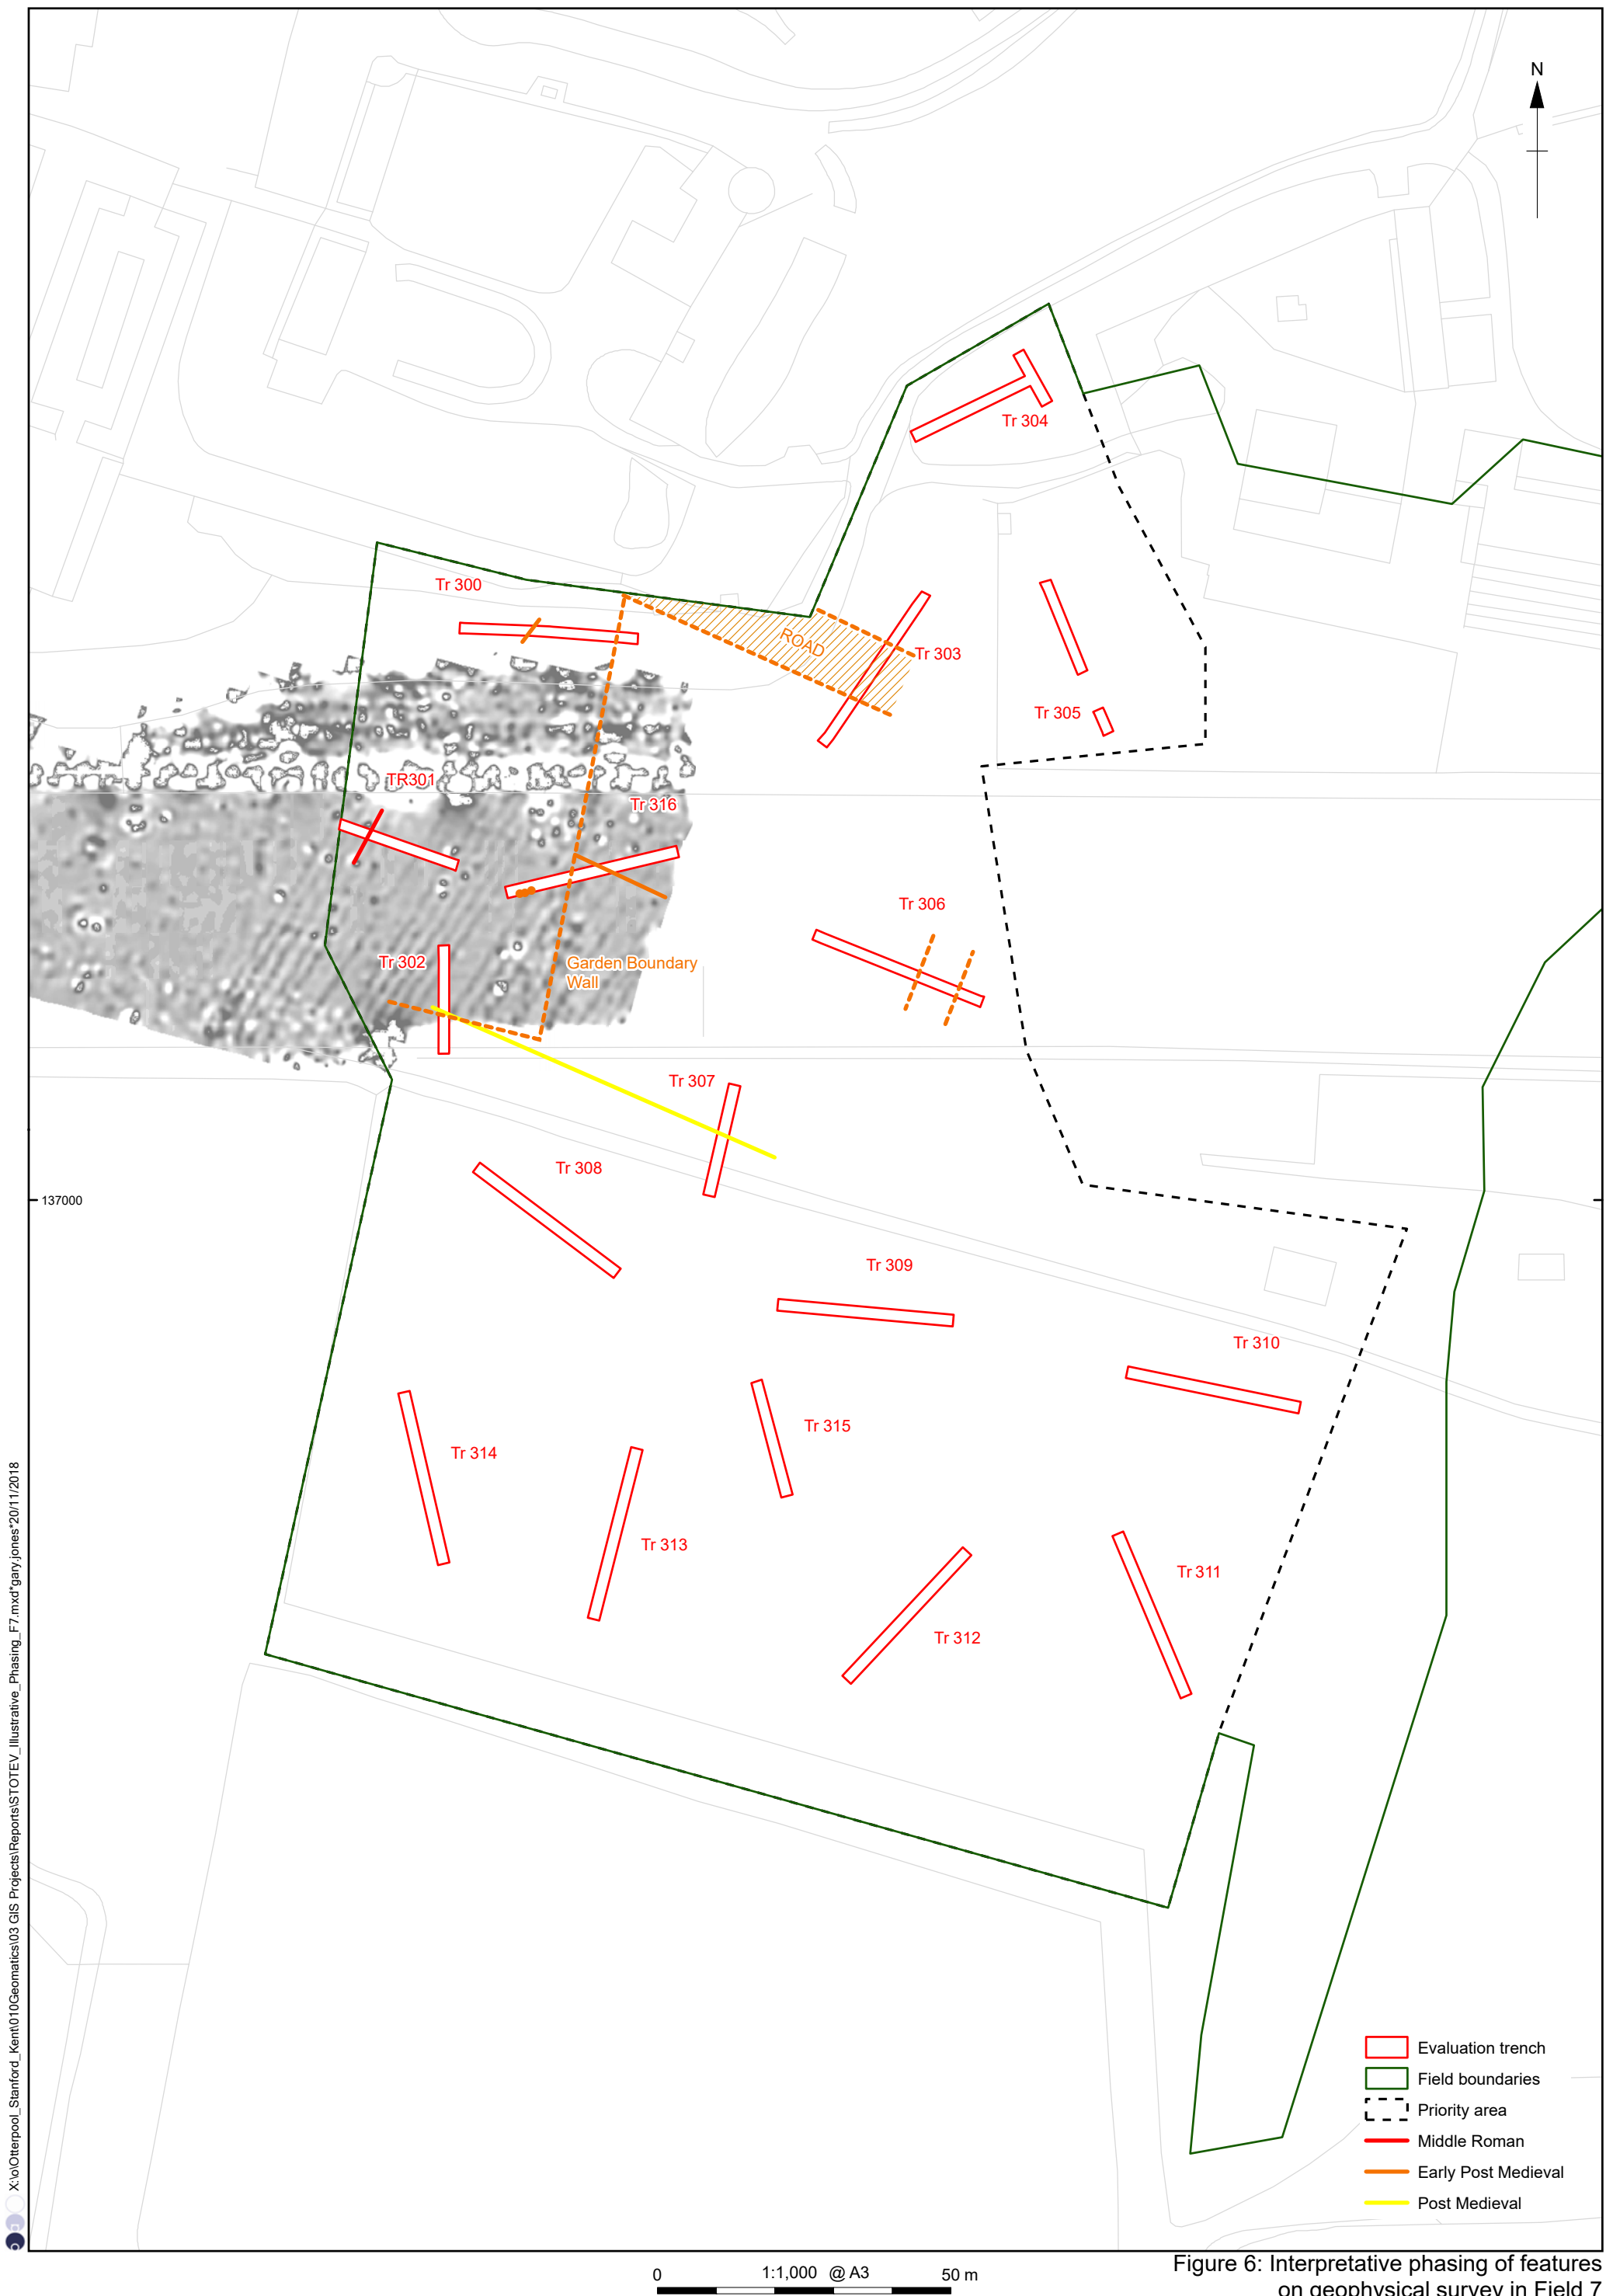 N
Tr 304
Tr 300
ROAD
Tr 303
Tr 305
TR301
Tr 316
Tr 306
Tr 302
Garden Boundary
Wall
Tr 307
Tr 308
137000
Tr 309
Tr 310
Tr 315
Tr 314
Tr 313
Tr 311
Tr 312
X:\o\Otterpool_Stanford_Kent\010Geomatics\03 GIS Projects\Reports\STOTEV_Illustrative_Phasing_F7.mxd*gary.jones*20/11/2018
Evaluation trench
Field boundaries
Priority area
Middle Roman
Early Post Medieval
Post Medieval
0 1:1,000 @ A3 50 m
Figure 6: Interpretative phasing of features
on geophysical survey in Field 7